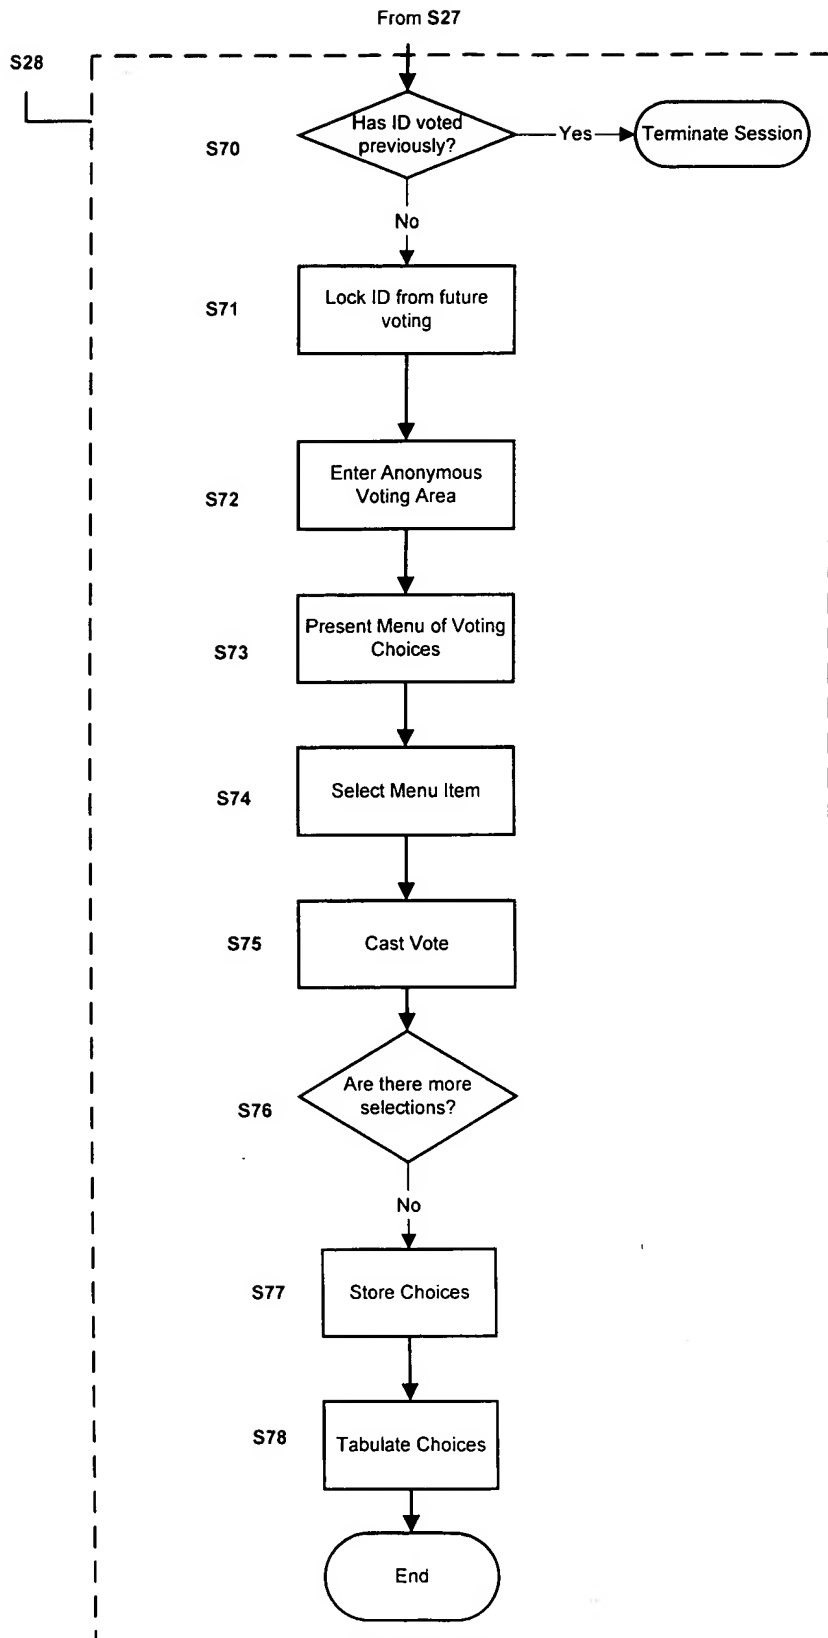 From S27
S28
S70
Has ID voted
previously?
Yes
Terminate Session
No
S71
Lock ID from future
voting
S72
Enter Anonymous
Voting Area
S73
Present Menu of Voting
Choices
S74
Select Menu Item
S75
Cast Vote
S76
Are there more
selections?
No
S77
Store Choices
S78
Tabulate Choices
End